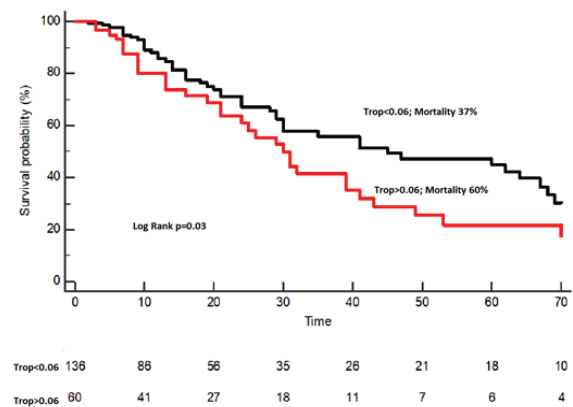 100
80
60
40
20
0
Survival probability (%)
Trop<0.06; Mortality 37%
Trop>0.06; Mortality 60%
Log Rank p=0.03
0 10 20 30 40 50 60 70
Time
Trop<0.06 136 86 56 35 26 21 18 10
Trop>0.06 60 41 27 18 11 7 6 4